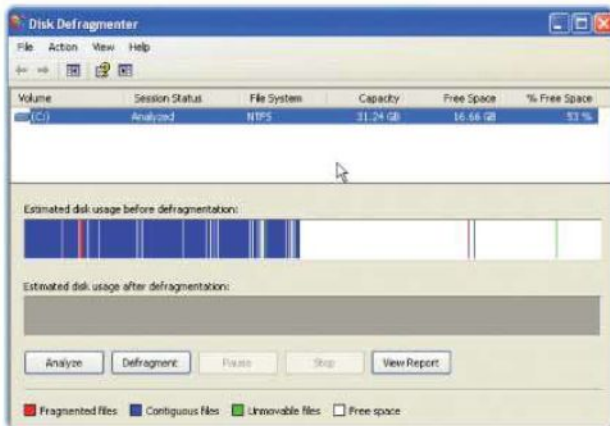 Disk Defragmenter
File Action View Help
Volume Session Status File System Capacity Free Space % Free Space
(C:) Analyzed NTFS 31.24 GB 16.66 GB 53 %
Estimated disk usage before defragmentation:
Estimated disk usage after defragmentation:
Analyze Defragment Pause Stop View Report
Fragmented files Contiguous files Unmovable files Free space